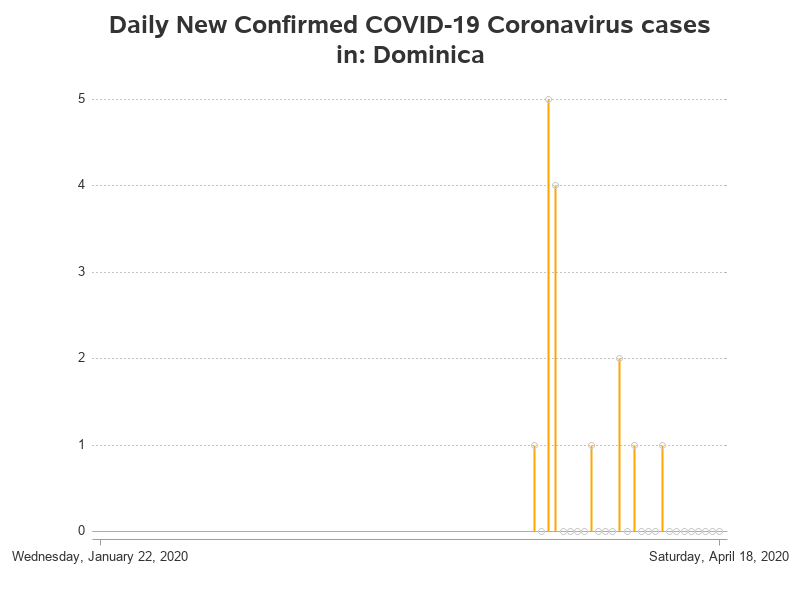 Daily New Confirmed COVID-19 Coronavirus cases
in: Dominica
5
4
3
2
1
0
Wednesday, January 22, 2020
Saturday, April 18, 2020